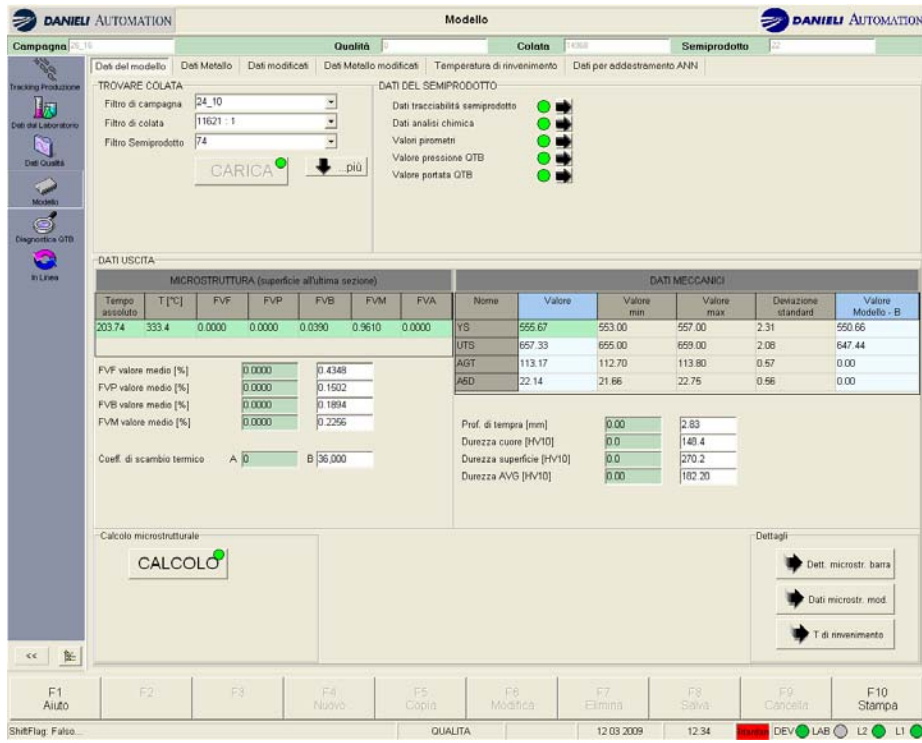 DANIELI AUTOMATION Modello DANIELI AUTOMATION
Campagna 26_10 Qualità 0 Colata Semiprodotto 22
Dati del modello Dati Metallo Dati modificati Dati Metallo modificati Temperatura di rinvenimento Dati per addestramento ANN
Tracking Produzione
Dati del Laboratorio
Dati Qualità
Modello
Diagnostica QTB
In Linea
TROVARE COLATA
Filtro di campagna 24_10
Filtro di colata 11621 : 1
Filtro Semiprodotto 74
CARICA ...più
DATI DEL SEMIPRODOTTO
Dati tracciabilità semiprodotto
Dati analisi chimica
Valori pirometri
Valore pressione QTB
Valore portata QTB
DATI USCITA
MICROSTRUTTURA (superficie all'ultima sezione)
Tempo assoluto T [°C] FVF FVP FVB FVM FVA
203.74 333.4 0.0000 0.0000 0.0390 0.9610 0.0000
FVF valore medio [%] 0.0000 0.4348
FVP valore medio [%] 0.0000 0.1502
FVB valore medio [%] 0.0000 0.1894
FVM valore medio [%] 0.0000 0.2256
Coeff. di scambio termico A 0 B 36,000
DATI MECCANICI
Nome Valore Valore min Valore max Deviazione standard Valore Modello - B
YS 555.67 553.00 557.00 2.31 550.66
UTS 657.33 655.00 659.00 2.08 647.44
AGT 113.17 112.70 113.80 0.57 0.00
A5D 22.14 21.66 22.75 0.56 0.00
Prof. di tempra [mm] 0.00 2.83
Durezza cuore [HV10] 0.0 148.4
Durezza superficie [HV10] 0.0 270.2
Durezza AVG [HV10] 0.00 182.20
Calcolo microstrutturale
CALCOLO
Dettagli
Dett. microstr. barra
Dati microstr. mod.
T di rinvenimento
<<
F1 Aiuto
F2
F3
F4 Nuovo
F5 Copia
F6 Modifica
F7 Elimina
F8 Salva
F9 Cancella
F10 Stampa
ShiftFlag: Falso... QUALITA 12 03 2009 12.34 DEV LAB L2 L1